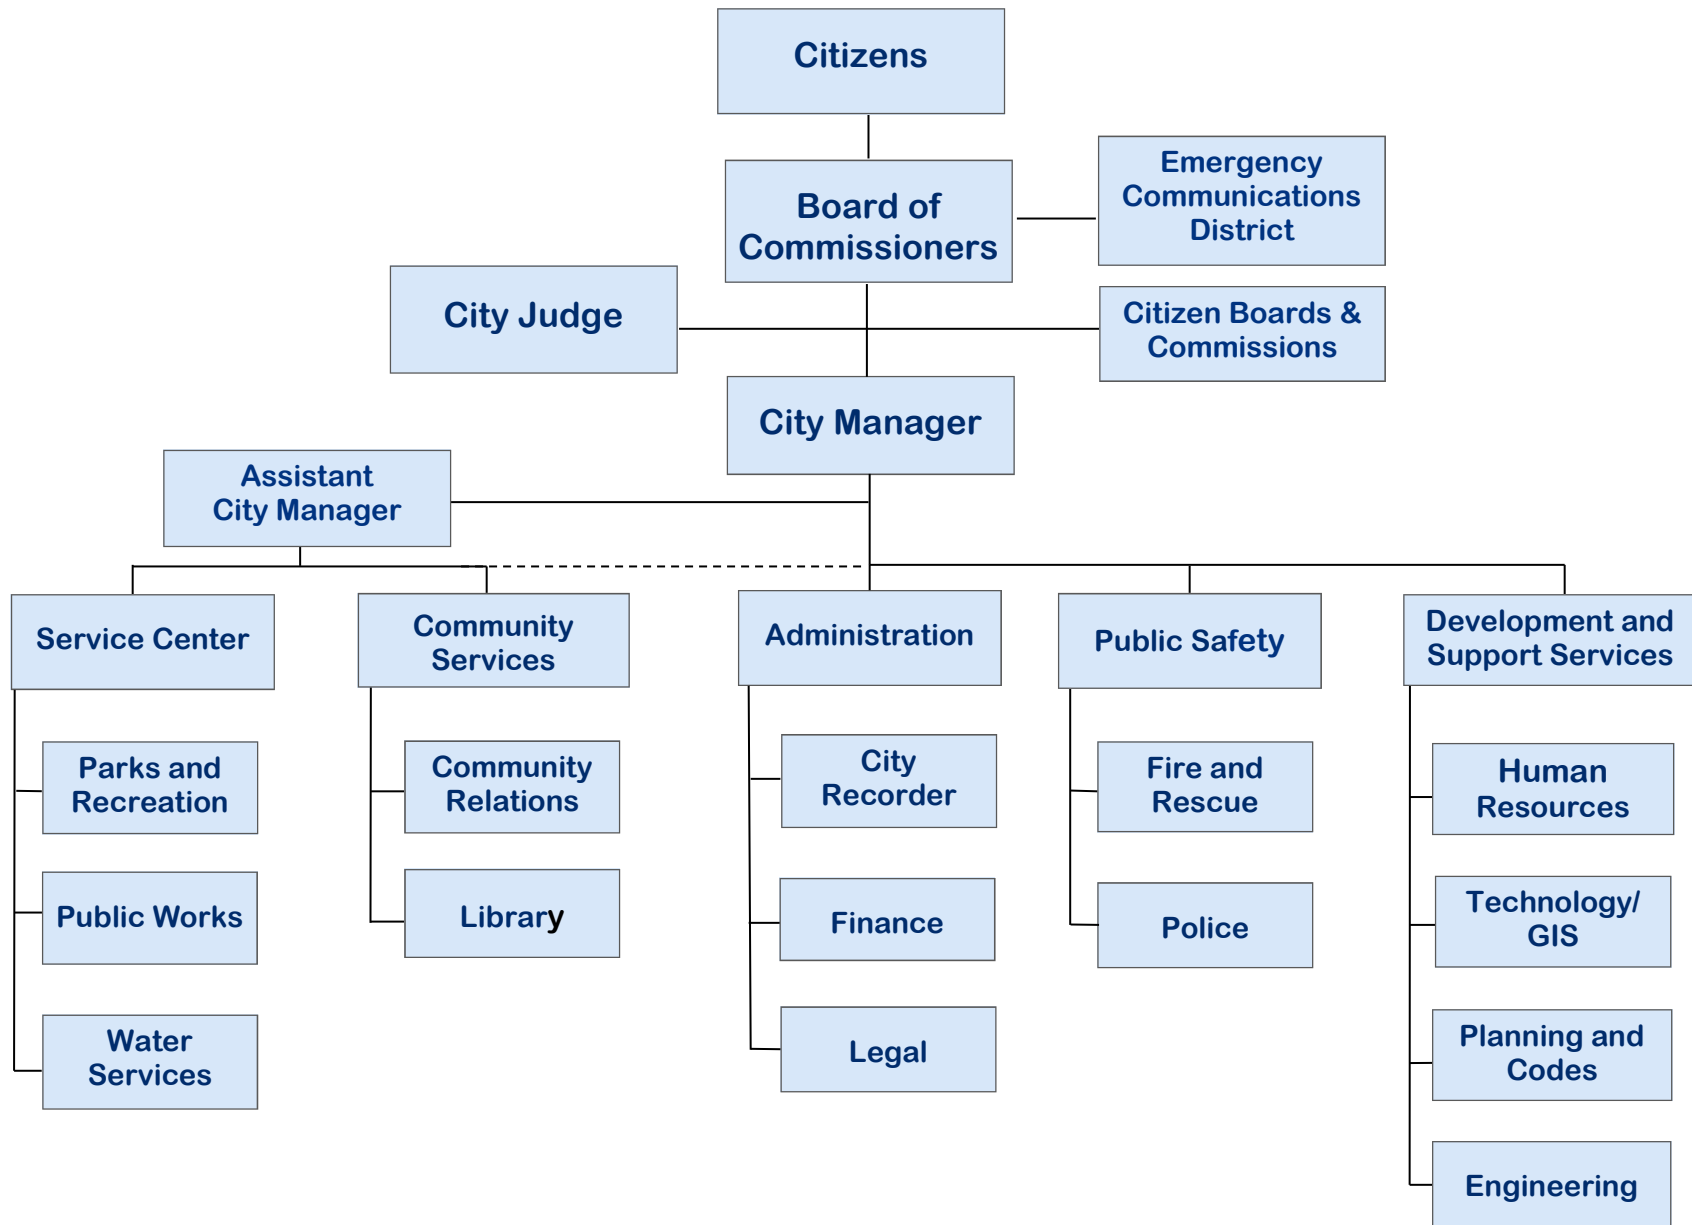 Citizens
Board of
Commissioners
Emergency
Communications
District
City Judge
Citizen Boards &
Commissions
City Manager
Assistant
City Manager
Service Center
Community
Services
Administration
Public Safety
Development and
Support Services
Parks and
Recreation
Public Works
Water
Services
Community
Relations
Library
City
Recorder
Finance
Legal
Fire and
Rescue
Police
Human
Resources
Technology/
GIS
Planning and
Codes
Engineering